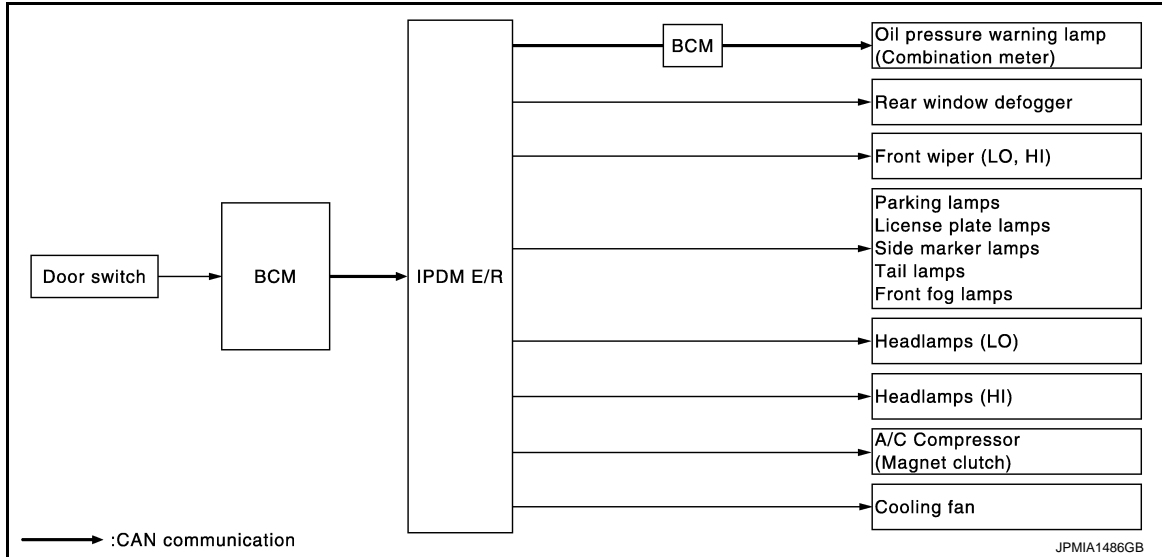 Door switch
BCM
IPDM E/R
BCM
Oil pressure warning lamp
(Combination meter)
Rear window defogger
Front wiper (LO, HI)
Parking lamps
License plate lamps
Side marker lamps
Tail lamps
Front fog lamps
Headlamps (LO)
Headlamps (HI)
A/C Compressor
(Magnet clutch)
Cooling fan
:CAN communication
JPMIA1486GB